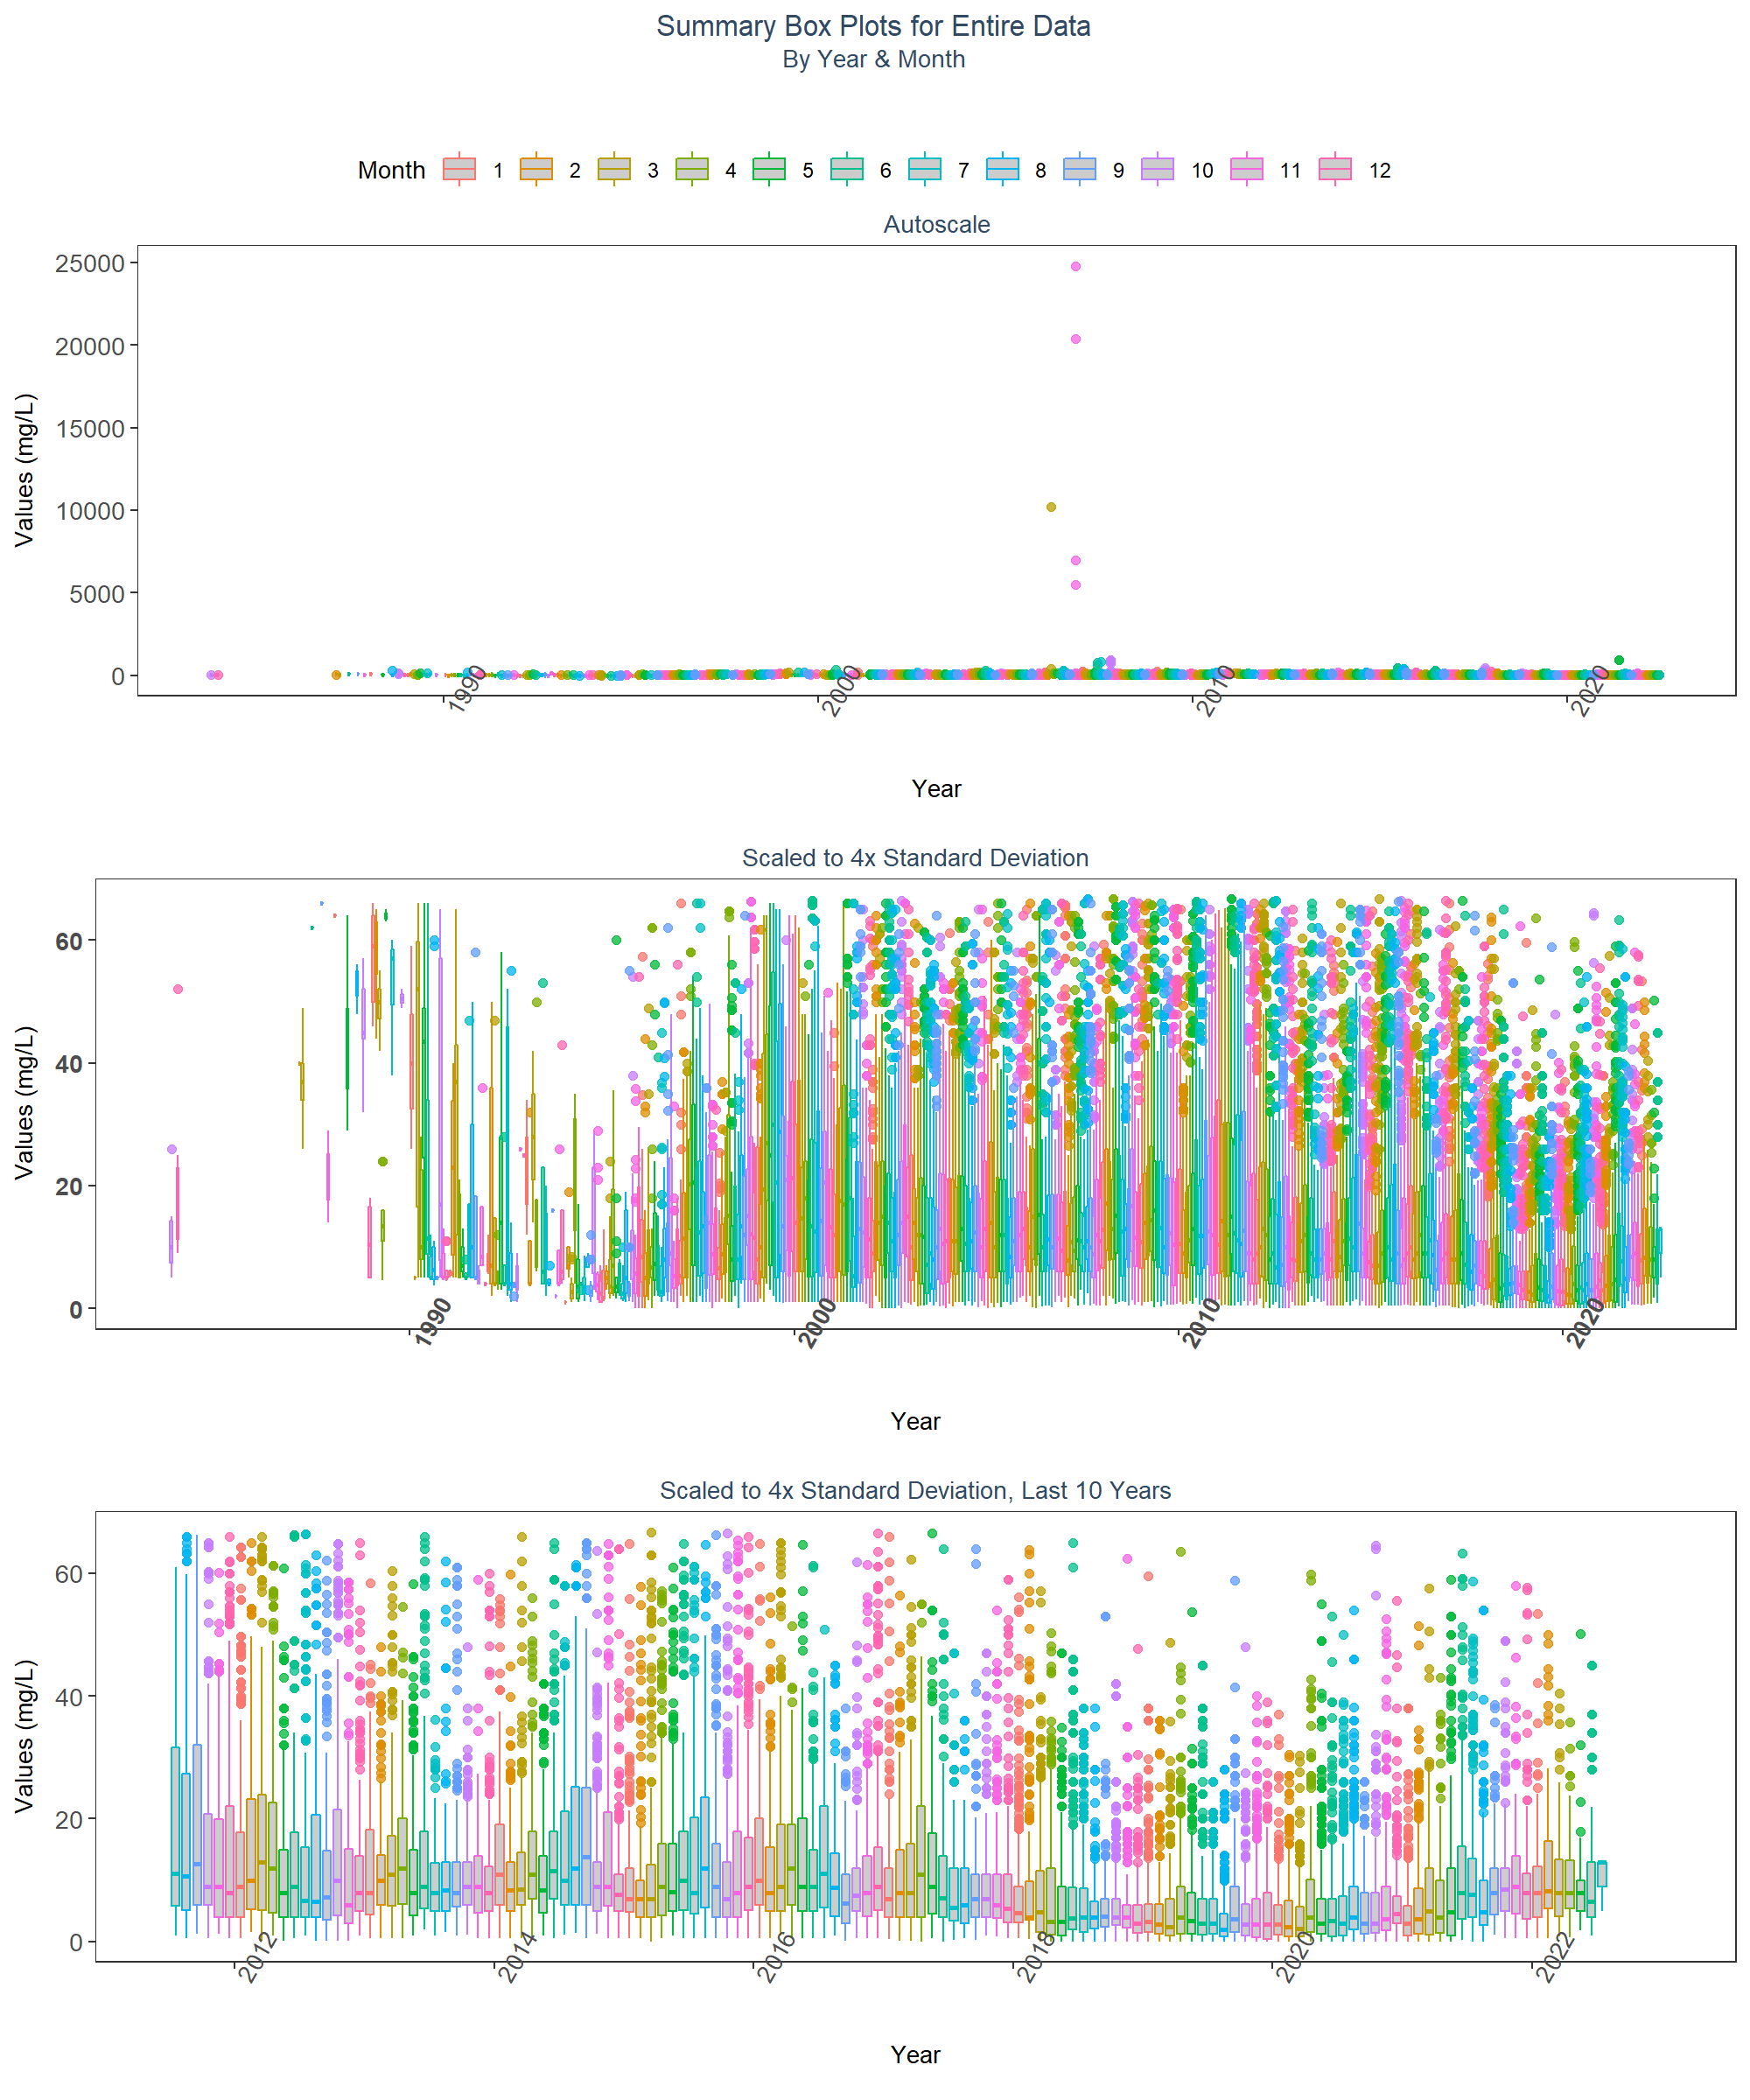 Summary Box Plots for Entire Data
By Year & Month
Month 1 2 3 4 5 6 7 8 9 10 11 12
Autoscale
Values (mg/L)
25000
20000
15000
10000
5000
0
1990 2000 2010 2020
Year
Scaled to 4x Standard Deviation
Values (mg/L)
60
40
20
0
1990 2000 2010 2020
Year
Scaled to 4x Standard Deviation, Last 10 Years
Values (mg/L)
60
40
20
0
2012 2014 2016 2018 2020 2022
Year